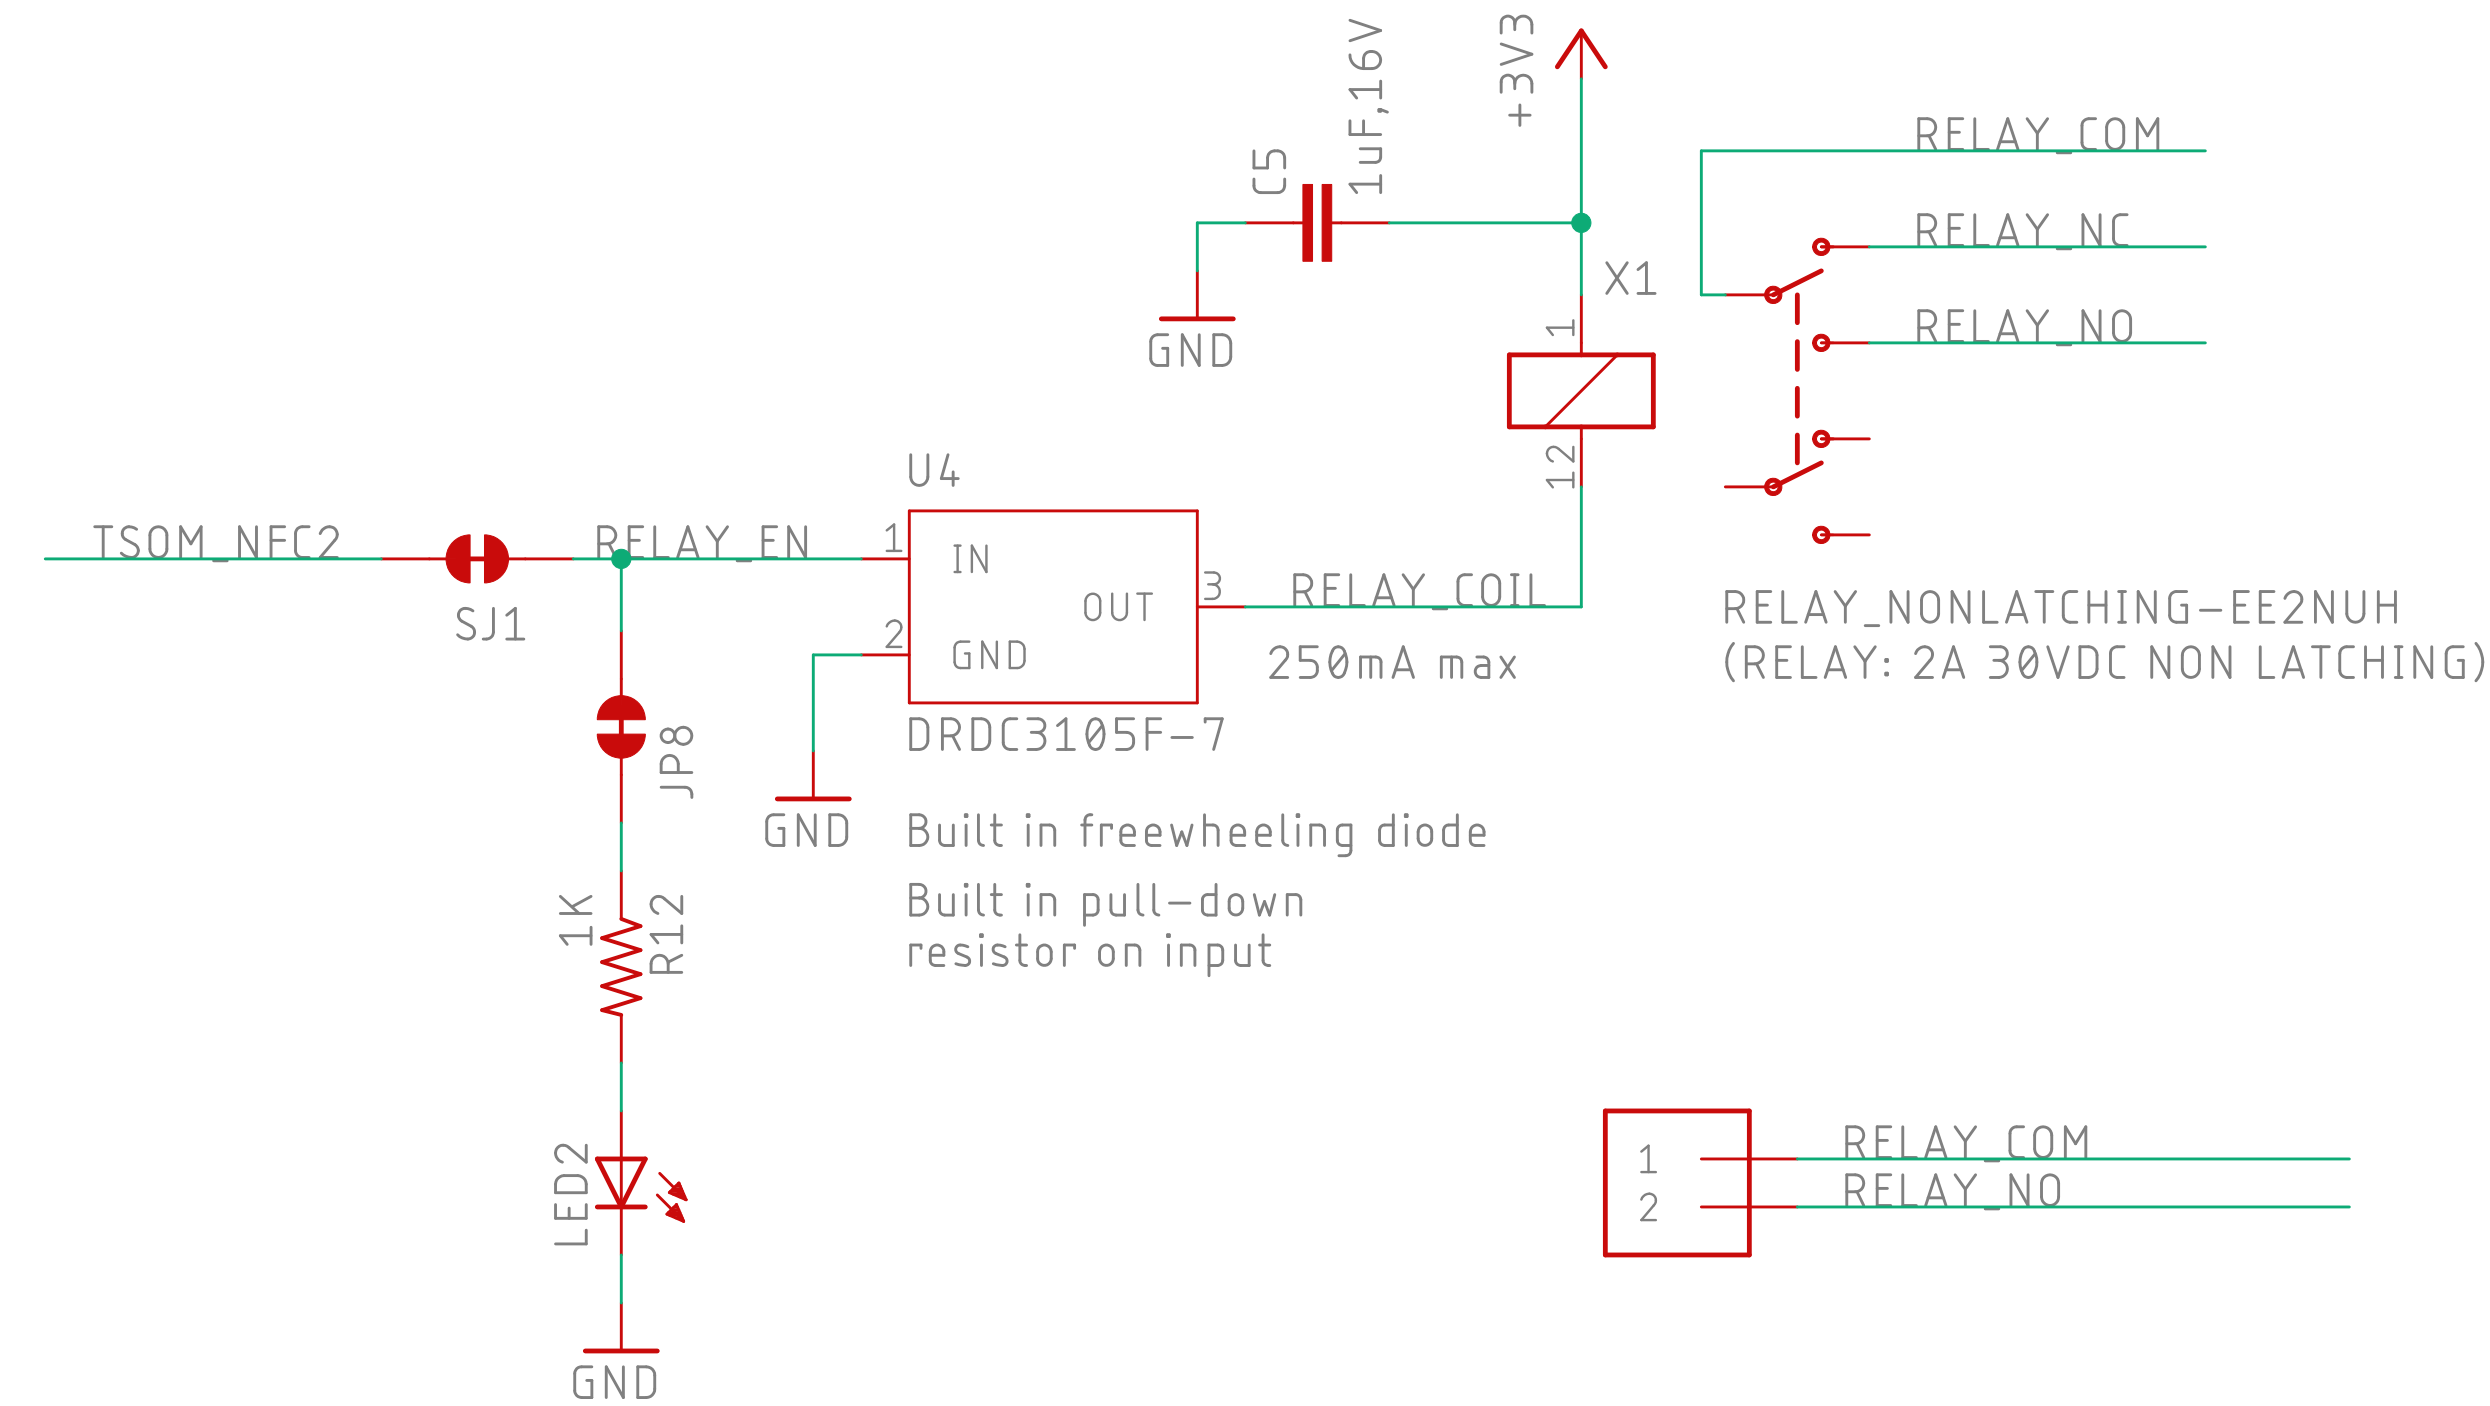 +3V3
C5
1uF,16V
RELAY_COM
RELAY_NC
RELAY_NO
GND
X1
1
12
U4
TSOM_NFC2
RELAY_EN
1
IN
OUT
3
RELAY_COIL
2
GND
SJ1
250mA max
RELAY_NONLATCHING-EE2NUH
(RELAY: 2A 30VDC NON LATCHING)
DRDC3105F-7
JP8
GND
Built in freewheeling diode
Built in pull-down
resistor on input
1K
R12
LED2
1
RELAY_COM
2
RELAY_NO
GND